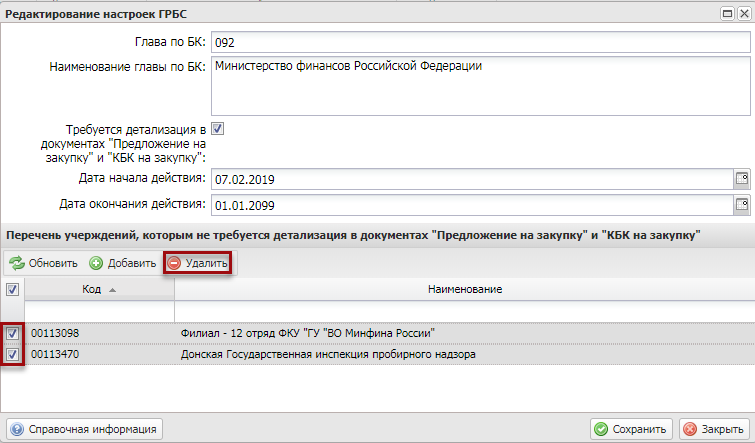 Редактирование настроек ГРБС
Глава по БК: 092
Наименование главы по БК: Министерство финансов Российской Федерации
Требуется детализация в
документах "Предложение на
закупку" и "КБК на закупку":
Дата начала действия: 07.02.2019
Дата окончания действия: 01.01.2099
Перечень учерждений, которым не требуется детализация в документах "Предложение на закупку" и "КБК на закупку"
Обновить Добавить Удалить
Код Наименование
00113098 Филиал - 12 отряд ФКУ "ГУ "ВО Минфина России"
00113470 Донская Государственная инспекция пробирного надзора
Справочная информация Сохранить Закрыть